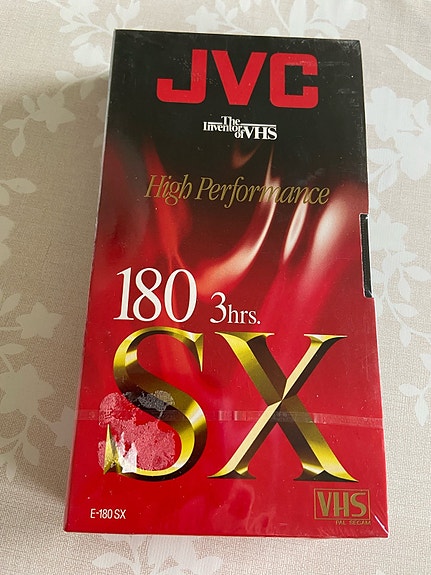 JVC
The
Inventor
of VHS
High Performance
180 3hrs.
SX
E-180 SX
VHS
PAL SECAM